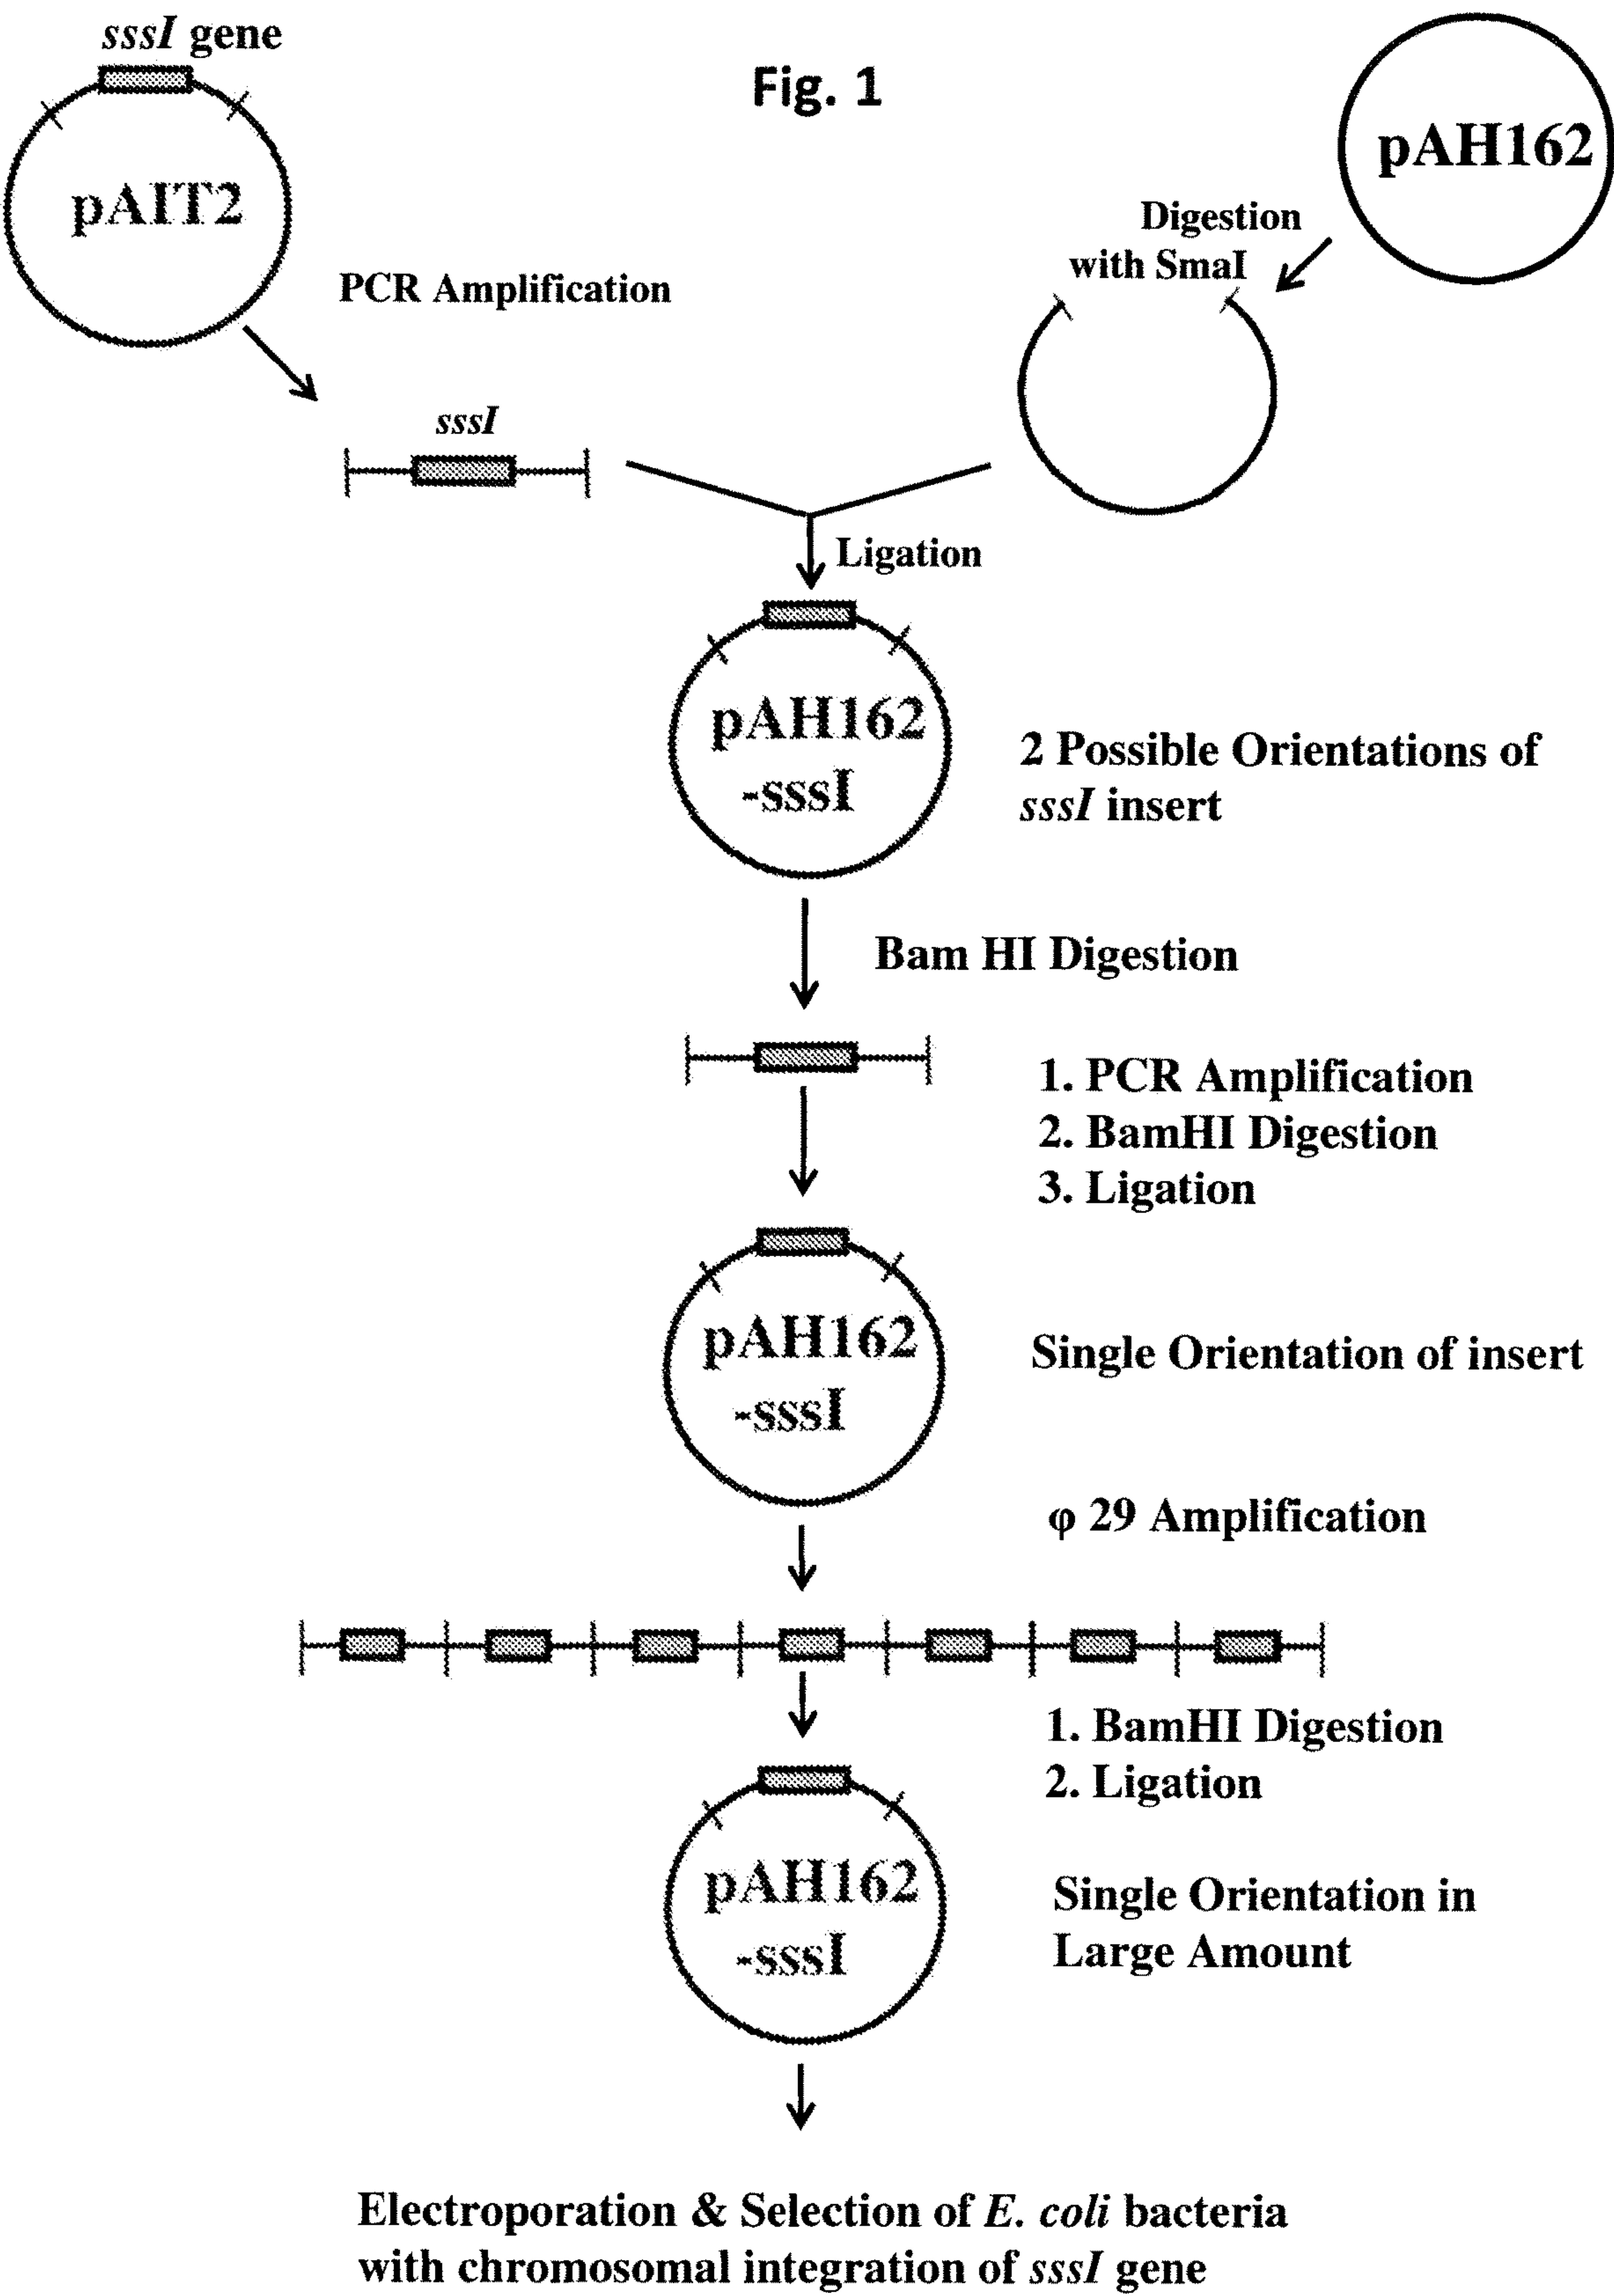 sssI gene
Fig. 1
pAH162
pAIT2
Digestion
with SmaI
PCR Amplification
sssI
Ligation
pAH162
-sssI
2 Possible Orientations of
sssI insert
Bam HI Digestion
1. PCR Amplification
2. BamHI Digestion
3. Ligation
pAH162
-sssI
Single Orientation of insert
φ 29 Amplification
1. BamHI Digestion
2. Ligation
pAH162
-sssI
Single Orientation in
Large Amount
Electroporation & Selection of E. coli bacteria
with chromosomal integration of sssI gene